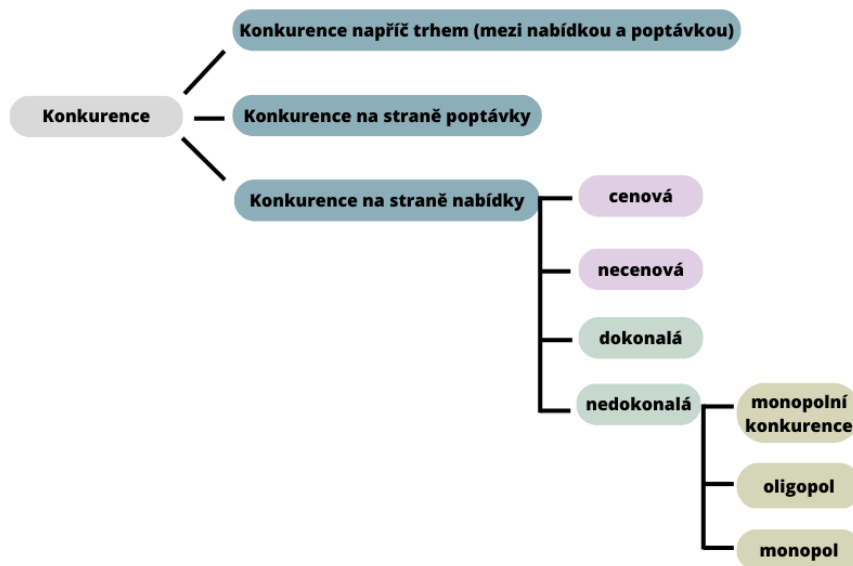 Konkurence napříč trhem (mezi nabídkou a poptávkou)
Konkurence
Konkurence na straně poptávky
Konkurence na straně nabídky
cenová
necenová
dokonalá
nedokonalá
monopolní
konkurence
oligopol
monopol